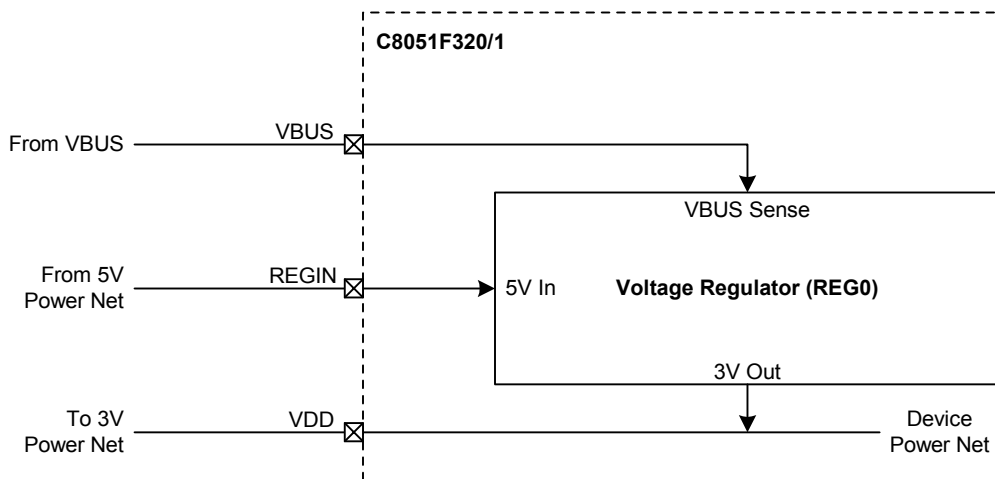 C8051F320/1
From VBUS
VBUS
VBUS Sense
From 5V
Power Net
REGIN
5V In
Voltage Regulator (REG0)
3V Out
To 3V
Power Net
VDD
Device
Power Net